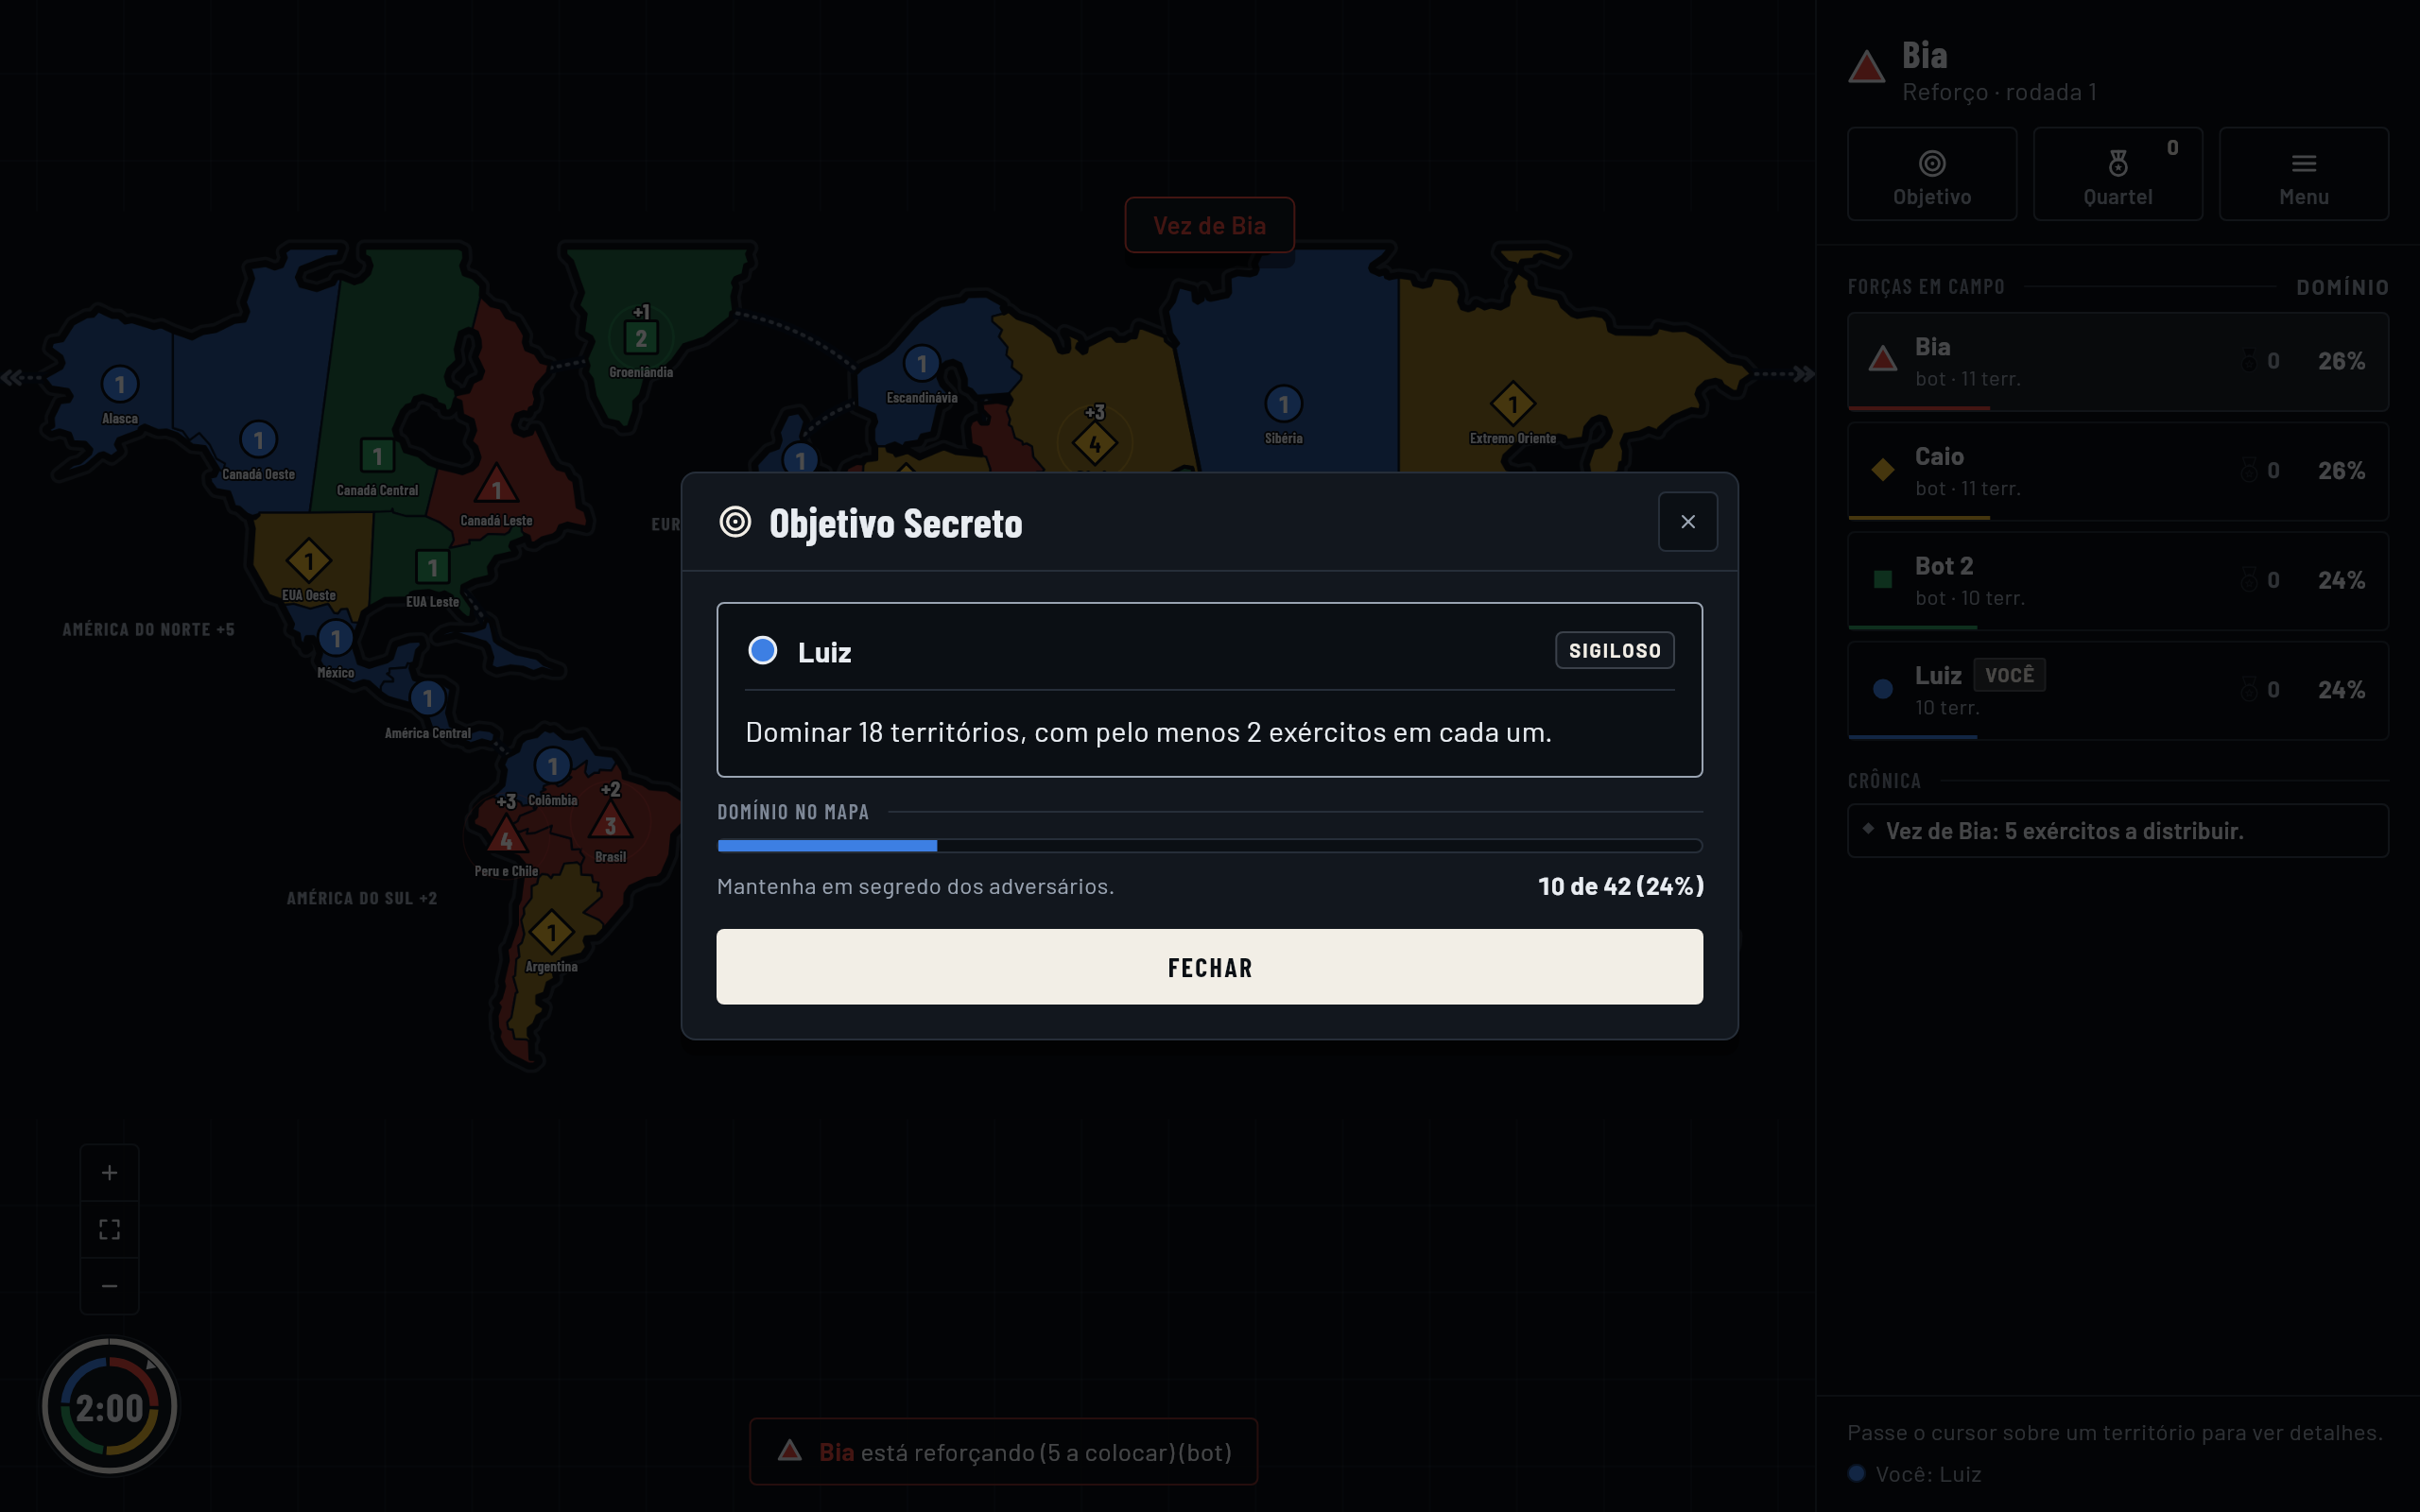 Bia
Reforço · rodada 1
Objetivo
0
Quartel
Menu
Vez de Bia
FORÇAS EM CAMPO
DOMÍNIO
Bia
bot · 11 terr.
0
26%
Caio
bot · 11 terr.
0
26%
Bot 2
bot · 10 terr.
0
24%
Luiz
VOCÊ
10 terr.
0
24%
CRÔNICA
Vez de Bia: 5 exércitos a distribuir.
+1
2
Groenlândia
1
Alasca
1
Canadá Oeste
1
Canadá Central
1
Canadá Leste
1
Escandinávia
+3
4
1
Sibéria
1
Extremo Oriente
1
EUR
1
EUA Oeste
1
EUA Leste
AMÉRICA DO NORTE +5
1
México
1
América Central
1
Colômbia
+3
4
Peru e Chile
+2
3
Brasil
AMÉRICA DO SUL +2
1
Argentina
Objetivo Secreto
Luiz
SIGILOSO
Dominar 18 territórios, com pelo menos 2 exércitos em cada um.
DOMÍNIO NO MAPA
Mantenha em segredo dos adversários.
10 de 42 (24%)
FECHAR
2:00
Bia está reforçando (5 a colocar) (bot)
Passe o cursor sobre um território para ver detalhes.
Você: Luiz